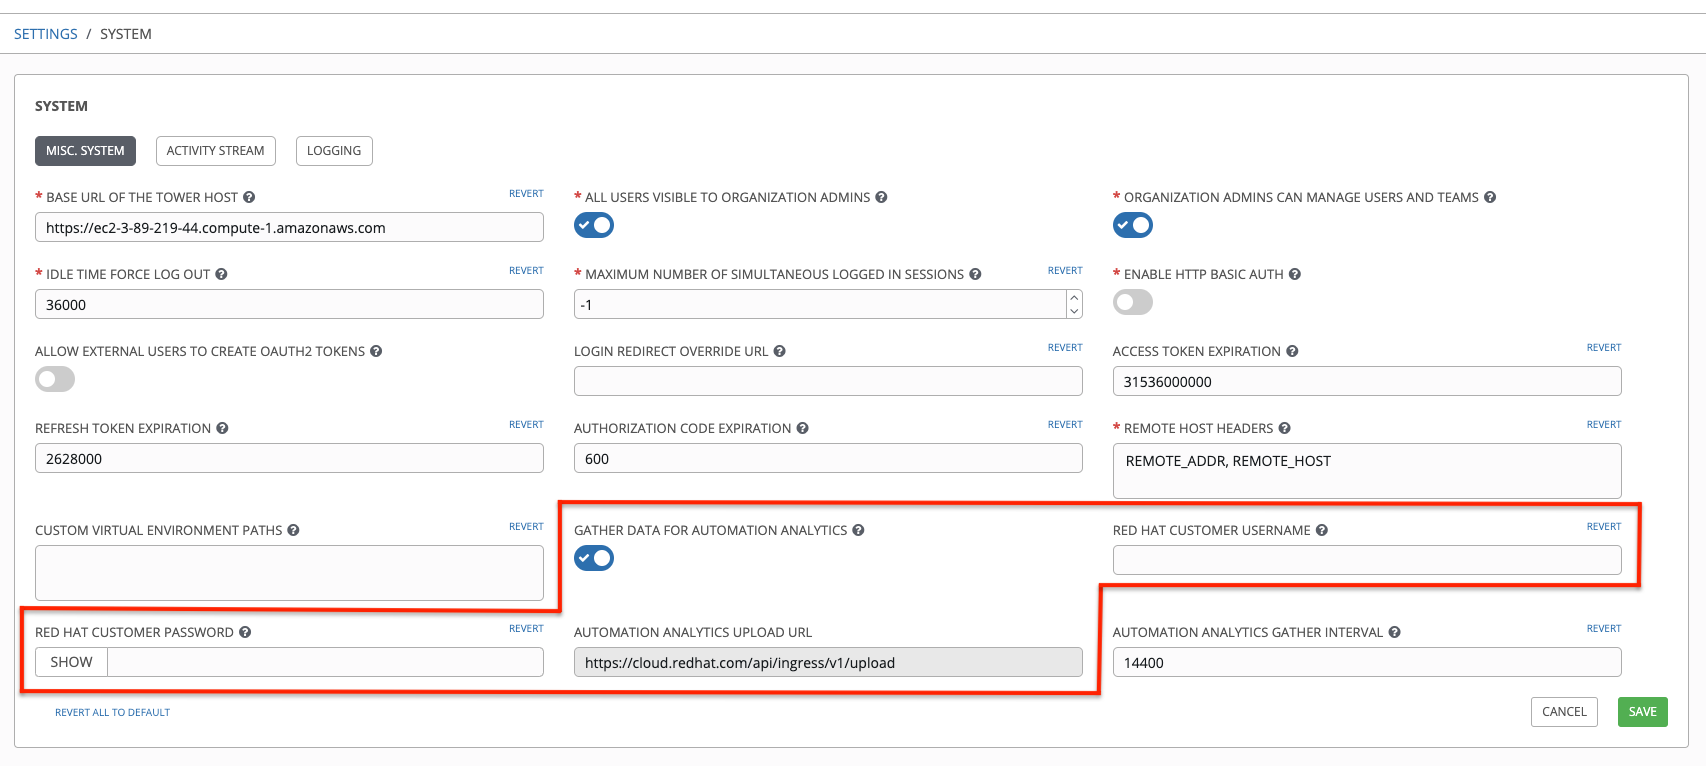 SETTINGS / SYSTEM
SYSTEM
MISC. SYSTEM ACTIVITY STREAM LOGGING
* BASE URL OF THE TOWER HOST ? REVERT
https://ec2-3-89-219-44.compute-1.amazonaws.com
* ALL USERS VISIBLE TO ORGANIZATION ADMINS ?
* ORGANIZATION ADMINS CAN MANAGE USERS AND TEAMS ?
* IDLE TIME FORCE LOG OUT ? REVERT
36000
* MAXIMUM NUMBER OF SIMULTANEOUS LOGGED IN SESSIONS ? REVERT
-1
* ENABLE HTTP BASIC AUTH ?
ALLOW EXTERNAL USERS TO CREATE OAUTH2 TOKENS ?
LOGIN REDIRECT OVERRIDE URL ? REVERT
ACCESS TOKEN EXPIRATION ? REVERT
31536000000
REFRESH TOKEN EXPIRATION ? REVERT
2628000
AUTHORIZATION CODE EXPIRATION ? REVERT
600
* REMOTE HOST HEADERS ? REVERT
REMOTE_ADDR, REMOTE_HOST
CUSTOM VIRTUAL ENVIRONMENT PATHS ? REVERT
GATHER DATA FOR AUTOMATION ANALYTICS ?
RED HAT CUSTOMER USERNAME ? REVERT
RED HAT CUSTOMER PASSWORD ? REVERT
SHOW
AUTOMATION ANALYTICS UPLOAD URL
https://cloud.redhat.com/api/ingress/v1/upload
AUTOMATION ANALYTICS GATHER INTERVAL ? REVERT
14400
REVERT ALL TO DEFAULT
CANCEL SAVE